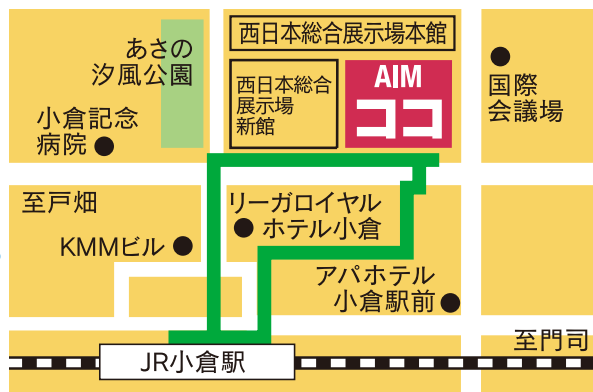 西日本総合展示場本館
あさの
汐風公園
西日本総合
展示場
新館
AIM
ココ
国際
会議場
小倉記念
病院
至戸畑
リーガロイヤル
ホテル小倉
KMMビル
アパホテル
小倉駅前
至門司
JR小倉駅